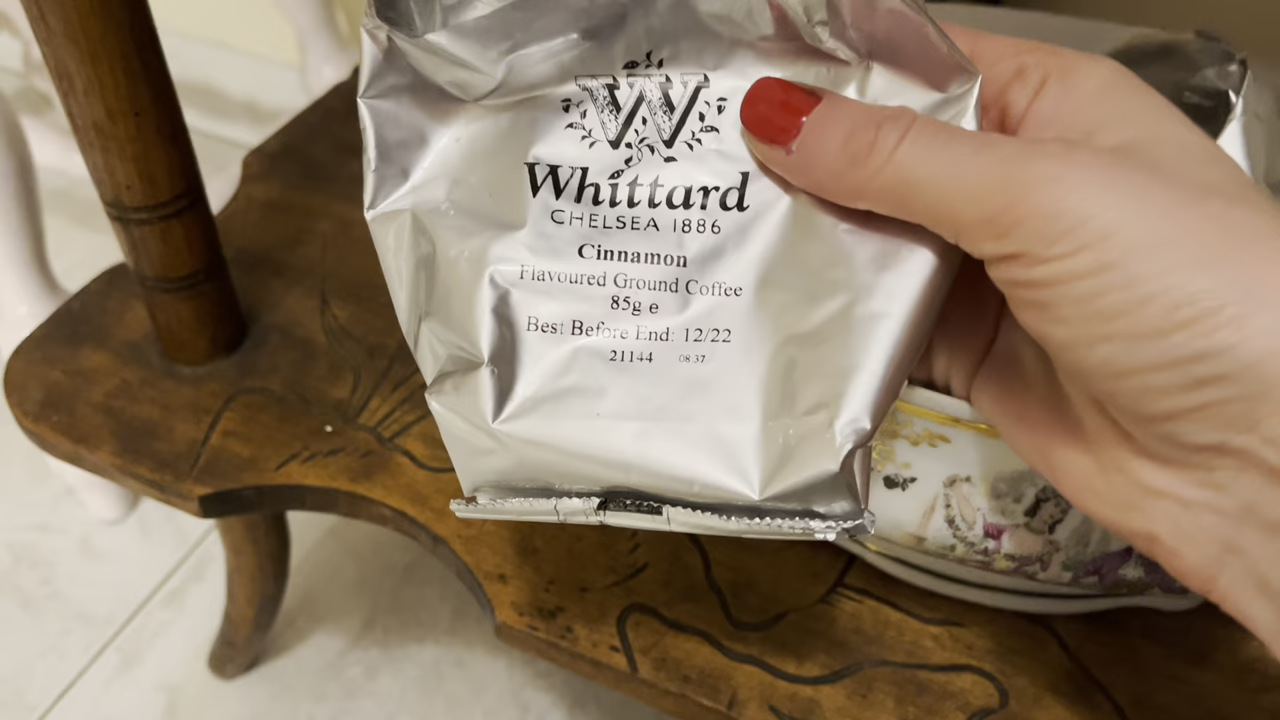 W
Whittard
CHELSEA 1886
Cinnamon
Flavoured Ground Coffee
85g e
Best Before End: 12/22
21144 08:37